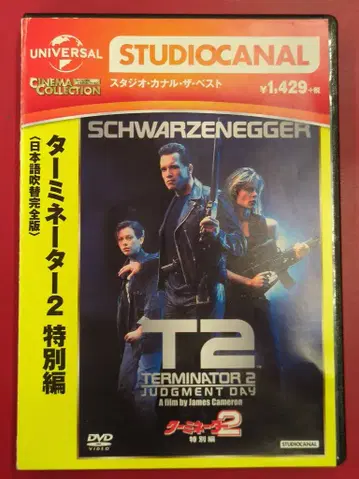 UNIVERSAL
STUDIOCANAL
CINEMA
COLLECTION
スタジオ・カナル・ザ・ベスト
¥1,429+税
ターミネーター2 特別編
〈日本語吹替完全版〉
SCHWARZENEGGER
T2
TERMINATOR 2
JUDGMENT DAY
A film by James Cameron
ターミネーター2
特別編
DVD
VIDEO
STUDIOCANAL